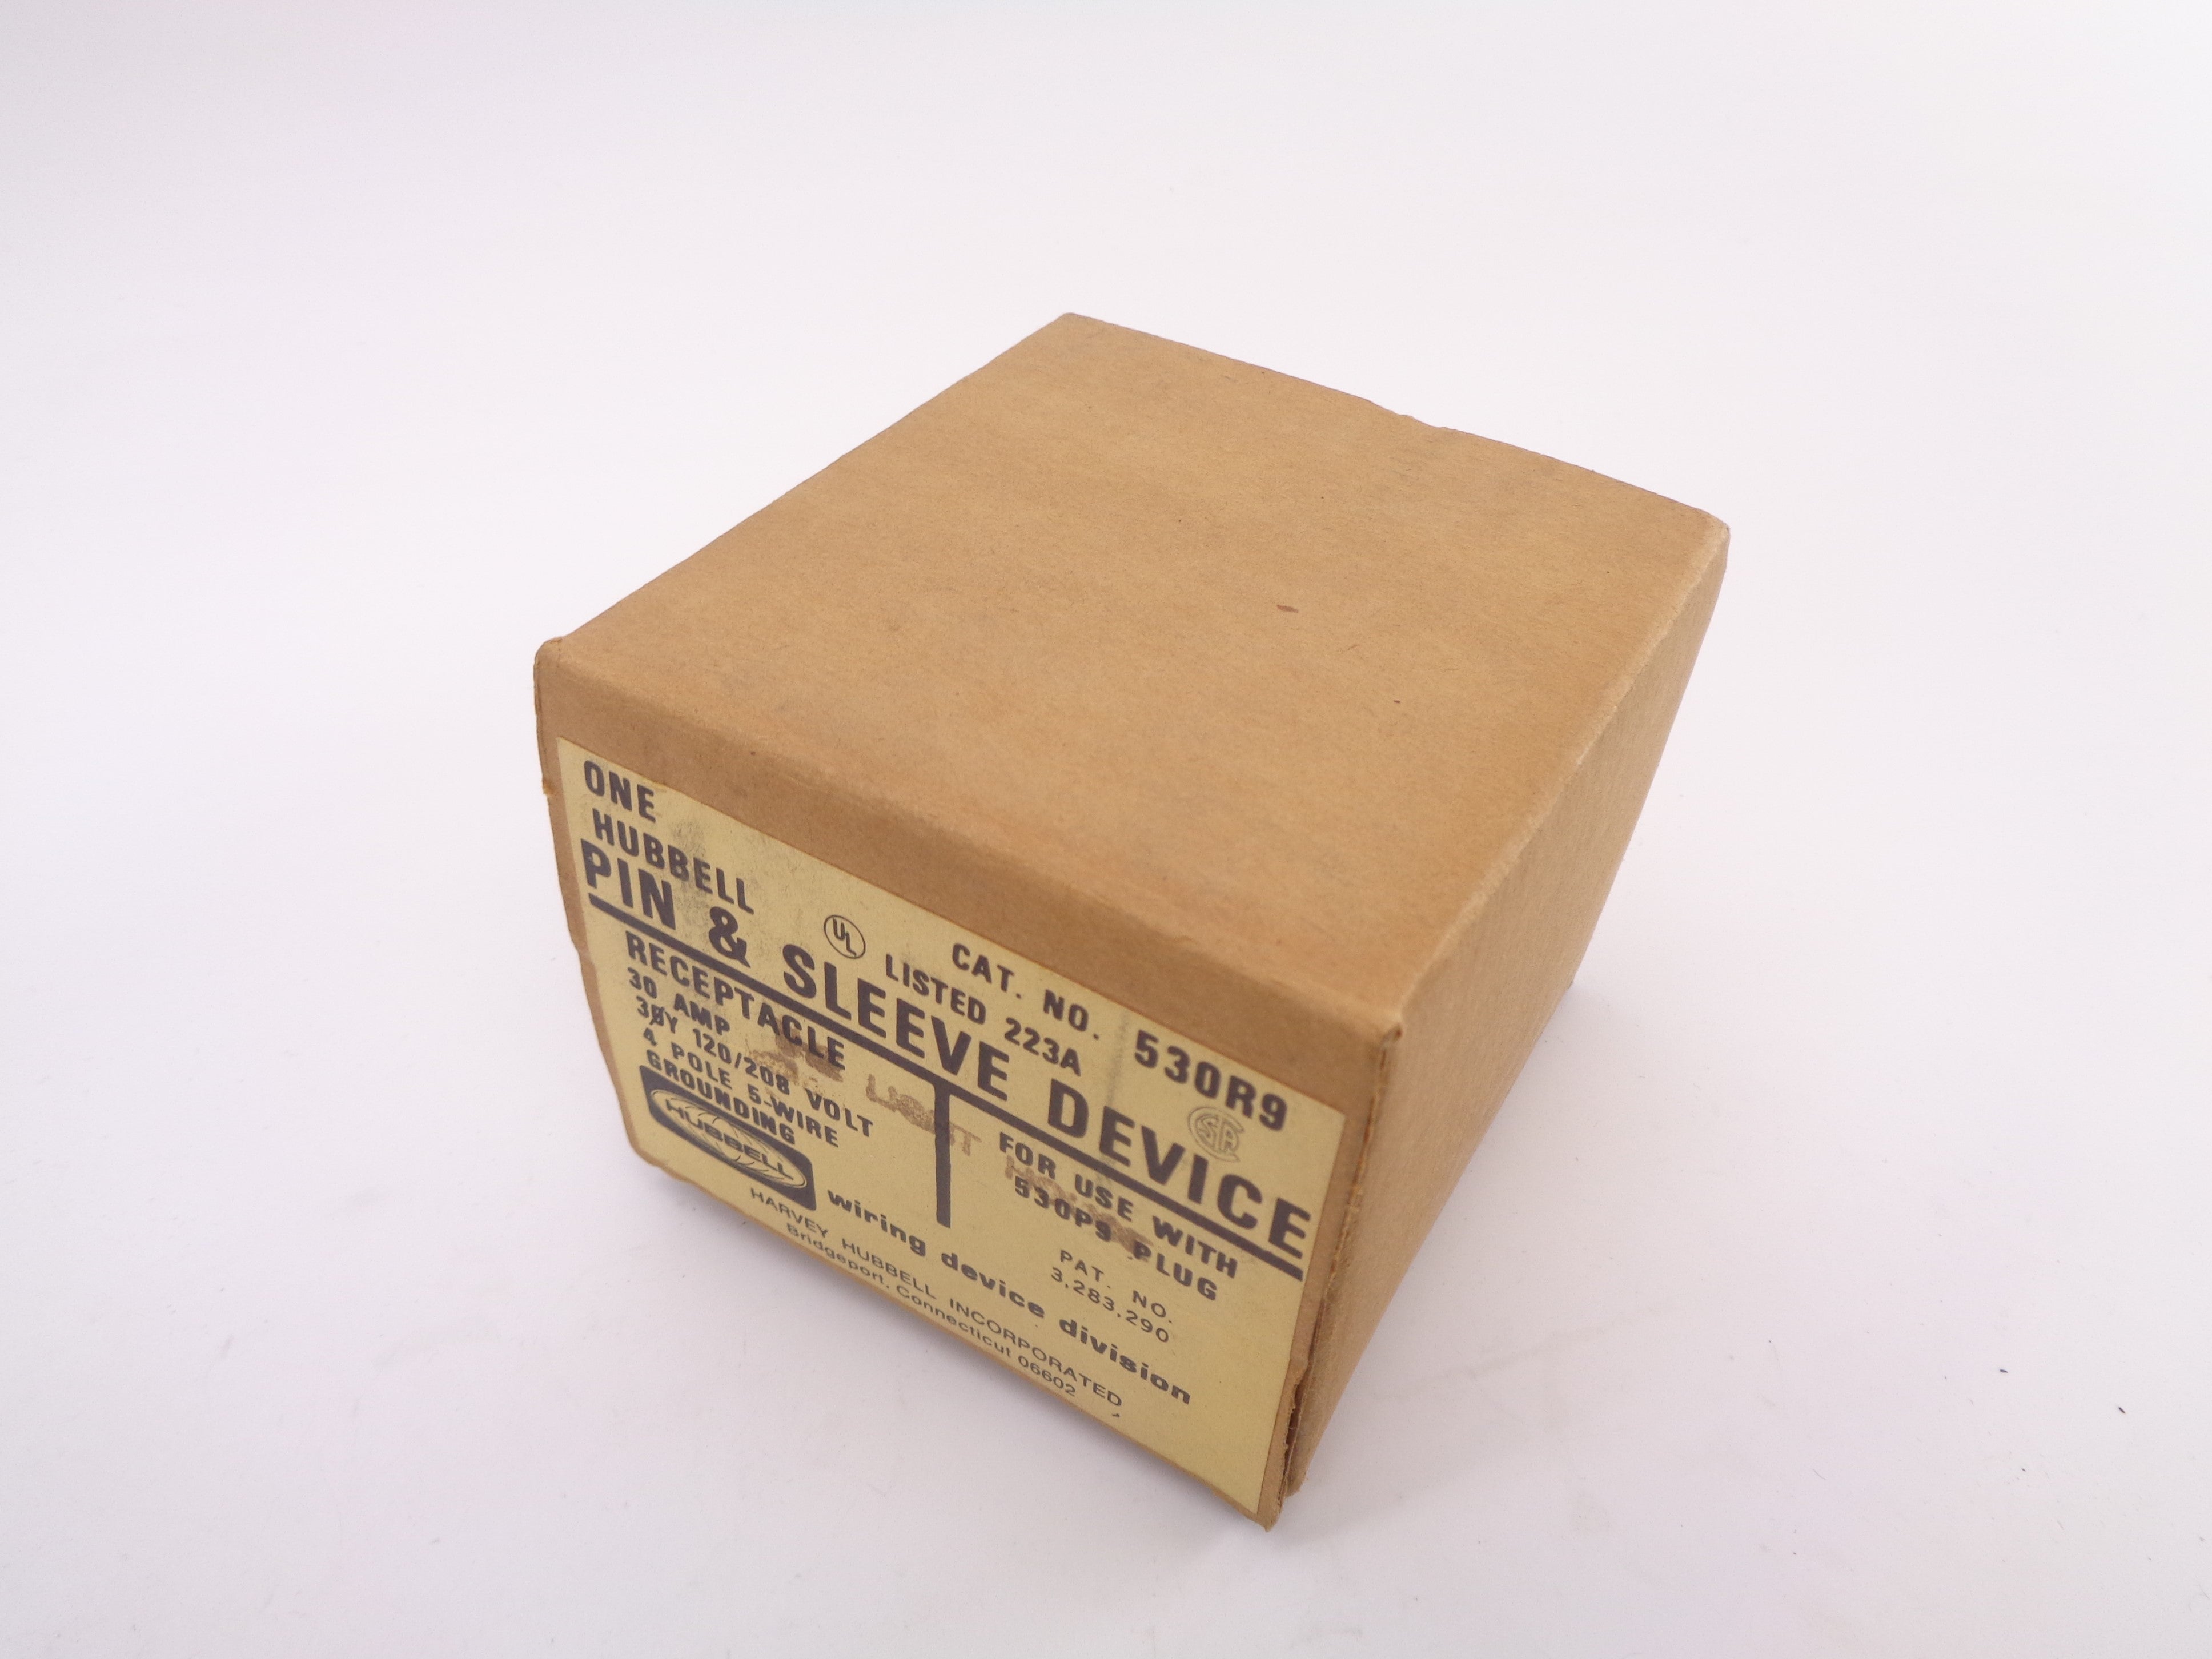 ONE
HUBBELL
CAT. NO. 530R9
UL LISTED 223A
PIN & SLEEVE DEVICE
RECEPTACLE
30 AMP
3ØY 120/208 VOLT
4 POLE 5-WIRE
GROUNDING
FOR USE WITH
530P9 PLUG
PAT. NO.
3,283,290
HUBBELL
wiring device division
HARVEY HUBBELL INCORPORATED
Bridgeport, Connecticut 06602